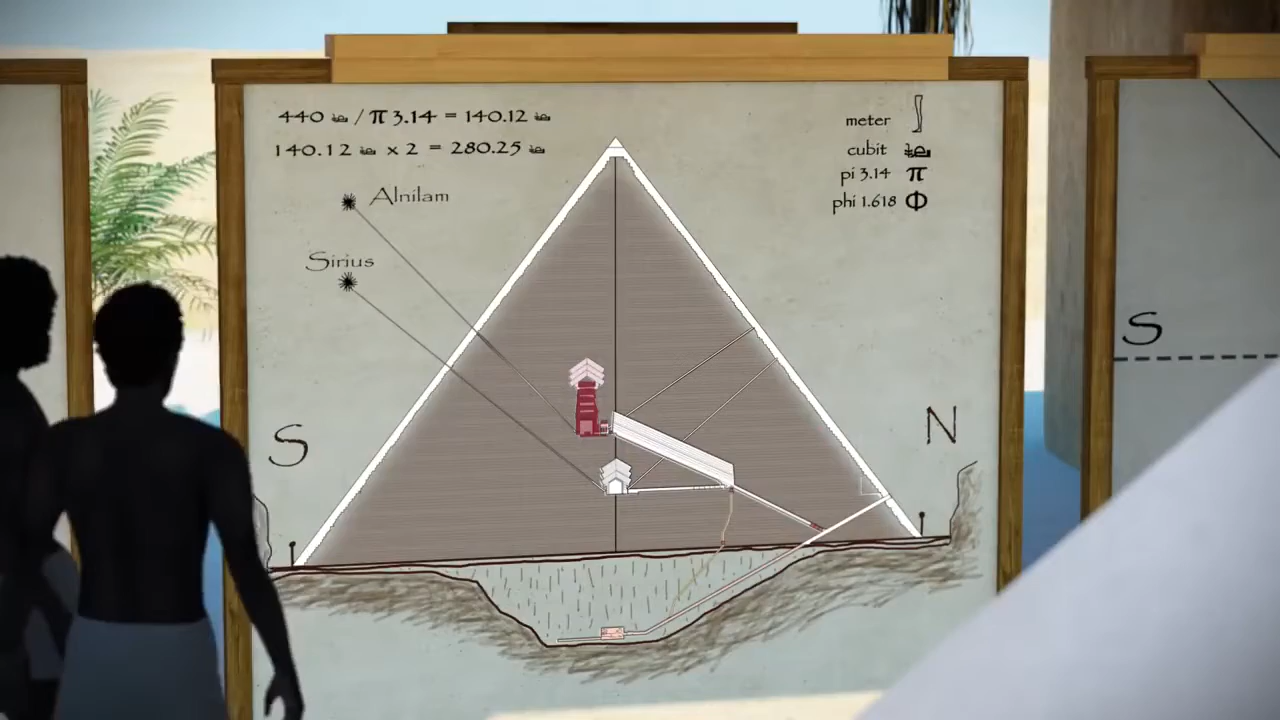 440 / π 3.14 = 140.12
140.12 x 2 = 280.25
meter
cubit
pi 3.14 π
phi 1.618 Φ
Alnilam
Sirius
S
N
S